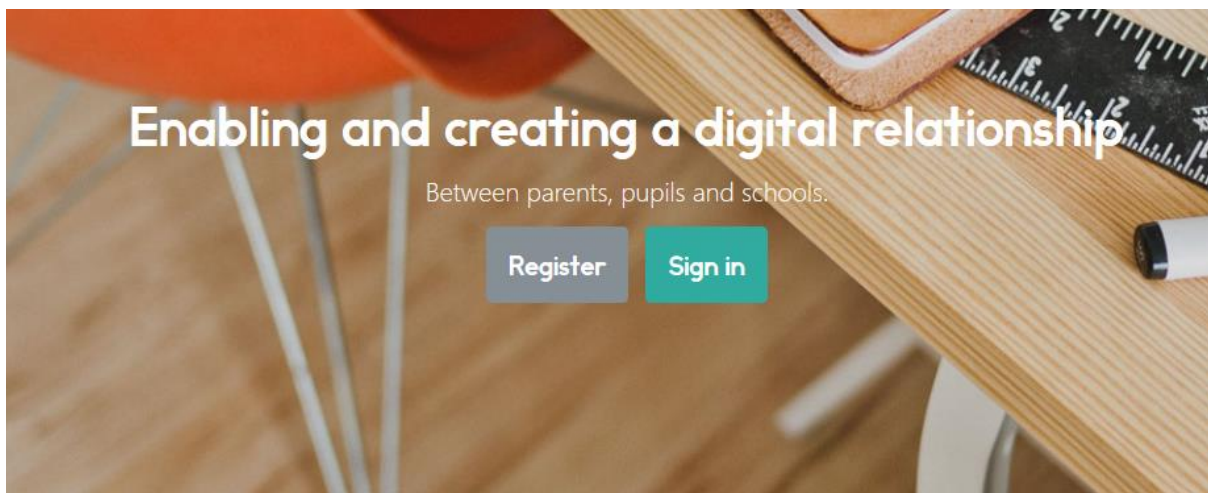 Enabling and creating a digital relationship
Between parents, pupils and schools.
Register
Sign in